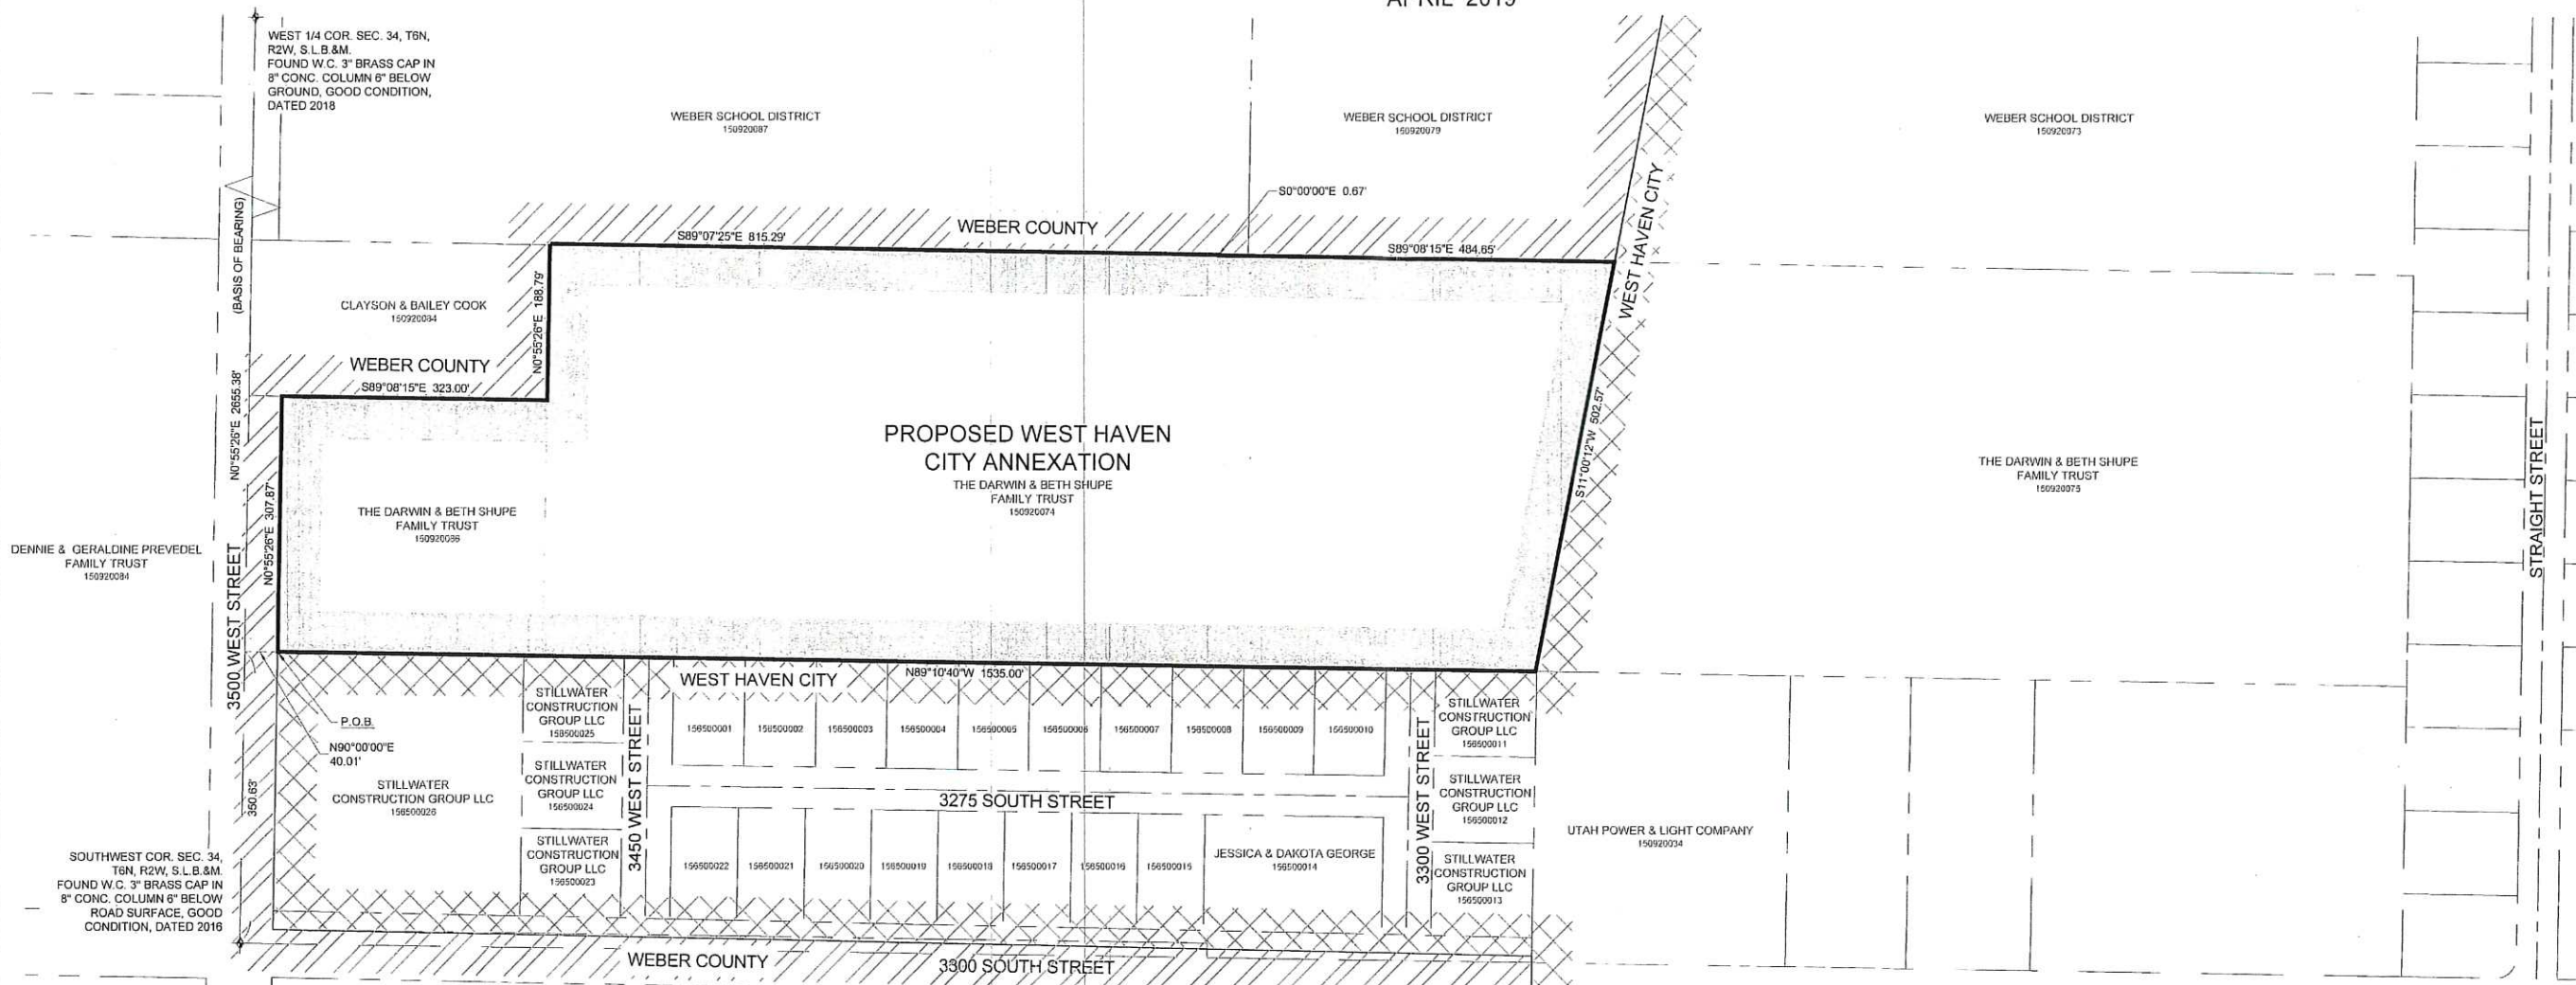 APRIL 2019
WEST 1/4 COR. SEC. 34, T6N,
R2W, S.L.B.&M.
FOUND W.C. 3" BRASS CAP IN
8" CONC. COLUMN 6" BELOW
GROUND, GOOD CONDITION,
DATED 2018
WEBER SCHOOL DISTRICT
150920087
WEBER SCHOOL DISTRICT
150920079
WEBER SCHOOL DISTRICT
150920073
S0°00'00"E 0.67'
WEST HAVEN CITY
(BASIS OF BEARING)
N0°55'26"E 2655.38'
WEBER COUNTY
S89°07'25"E 815.29'
S89°08'15"E 484.65'
CLAYSON & BAILEY COOK
150920084
N0°55'26"E 188.79'
WEBER COUNTY
S89°08'15"E 323.00'
PROPOSED WEST HAVEN
CITY ANNEXATION
THE DARWIN & BETH SHUPE
FAMILY TRUST
150920074
S11°00'12"W 502.57'
THE DARWIN & BETH SHUPE
FAMILY TRUST
150920075
STRAIGHT STREET
N0°55'26"E 307.87'
THE DARWIN & BETH SHUPE
FAMILY TRUST
150920086
DENNIE & GERALDINE PREVEDEL
FAMILY TRUST
150920084
3500 WEST STREET
WEST HAVEN CITY
N89°10'40"W 1535.00'
P.O.B.
N90°00'00"E
40.01'
350.63'
STILLWATER
CONSTRUCTION GROUP LLC
156500026
STILLWATER
CONSTRUCTION
GROUP LLC
156500025
STILLWATER
CONSTRUCTION
GROUP LLC
156500024
STILLWATER
CONSTRUCTION
GROUP LLC
156500023
3450 WEST STREET
156500001
156500002
156500003
156500004
156500005
156500006
156500007
156500008
156500009
156500010
3275 SOUTH STREET
156500022
156500021
156500020
156500019
156500018
156500017
156500016
156500015
JESSICA & DAKOTA GEORGE
156500014
3300 WEST STREET
STILLWATER
CONSTRUCTION
GROUP LLC
156500011
STILLWATER
CONSTRUCTION
GROUP LLC
156500012
STILLWATER
CONSTRUCTION
GROUP LLC
156500013
UTAH POWER & LIGHT COMPANY
150920034
SOUTHWEST COR. SEC. 34,
T6N, R2W, S.L.B.&M.
FOUND W.C. 3" BRASS CAP IN
8" CONC. COLUMN 6" BELOW
ROAD SURFACE, GOOD
CONDITION, DATED 2016
WEBER COUNTY
3300 SOUTH STREET